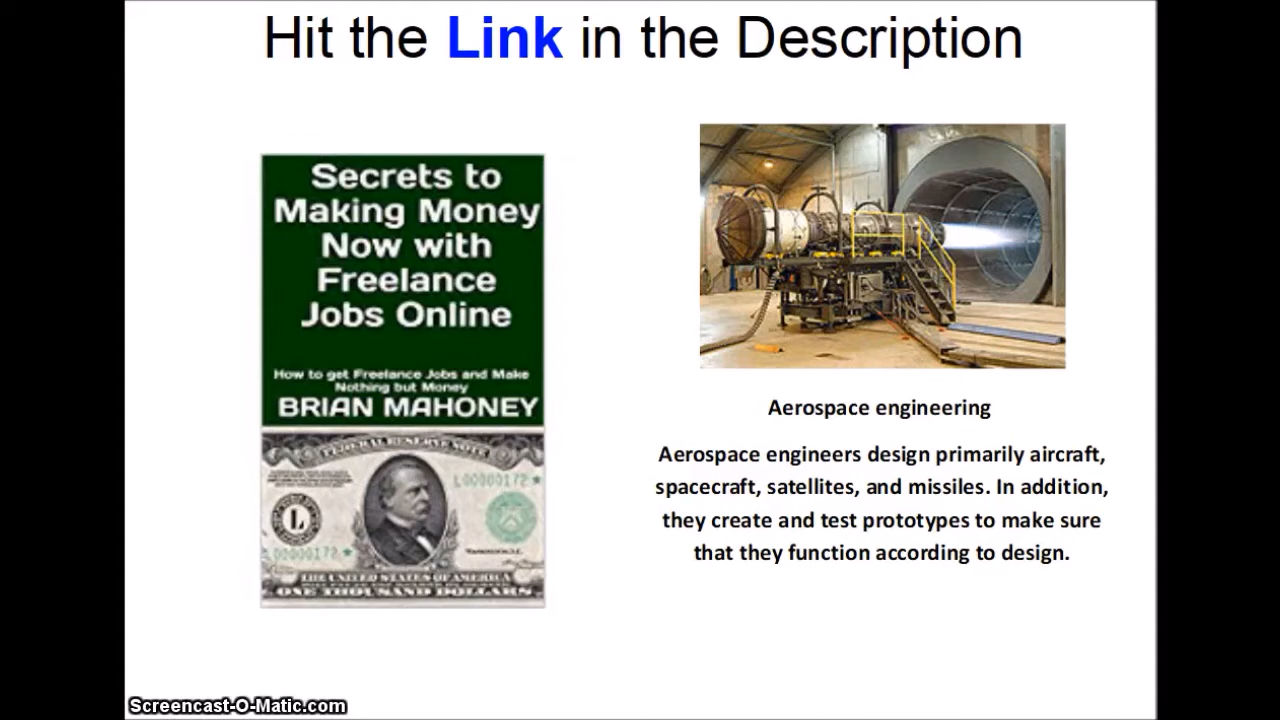 Hit the Link in the Description
Secrets to
Making Money
Now with
Freelance
Jobs Online
How to get Freelance Jobs and Make
Nothing but Money
BRIAN MAHONEY
FEDERAL RESERVE NOTE
L00000172★
L
L00000172★
WASHINGTON, D.C.
THE UNITED STATES OF AMERICA
ONE THOUSAND DOLLARS
Aerospace engineering
Aerospace engineers design primarily aircraft,
spacecraft, satellites, and missiles. In addition,
they create and test prototypes to make sure
that they function according to design.
Screencast-O-Matic.com